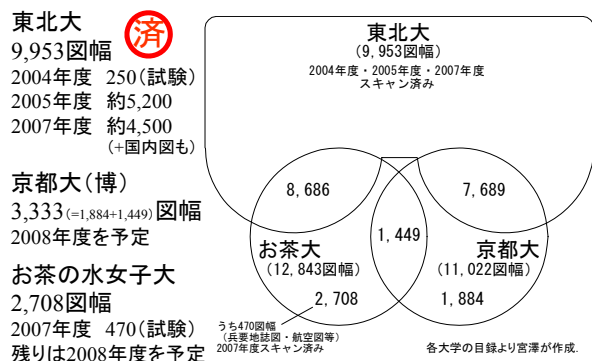 東北大
済
9,953図幅
2004年度 250(試験)
2005年度 約5,200
2007年度 約4,500
(+国内図も)
京都大(博)
3,333(=1,884+1,449)図幅
2008年度を予定
お茶の水女子大
2,708図幅
2007年度 470(試験)
残りは2008年度を予定
東北大
(9,953図幅)
2004年度・2005年度・2007年度
スキャン済み
8,686
7,689
1,449
お茶大
(12,843図幅)
京都大
(11,022図幅)
2,708
1,884
うち470図幅
(兵要地誌図・航空図等)
2007年度スキャン済み
各大学の目録より宮澤が作成.